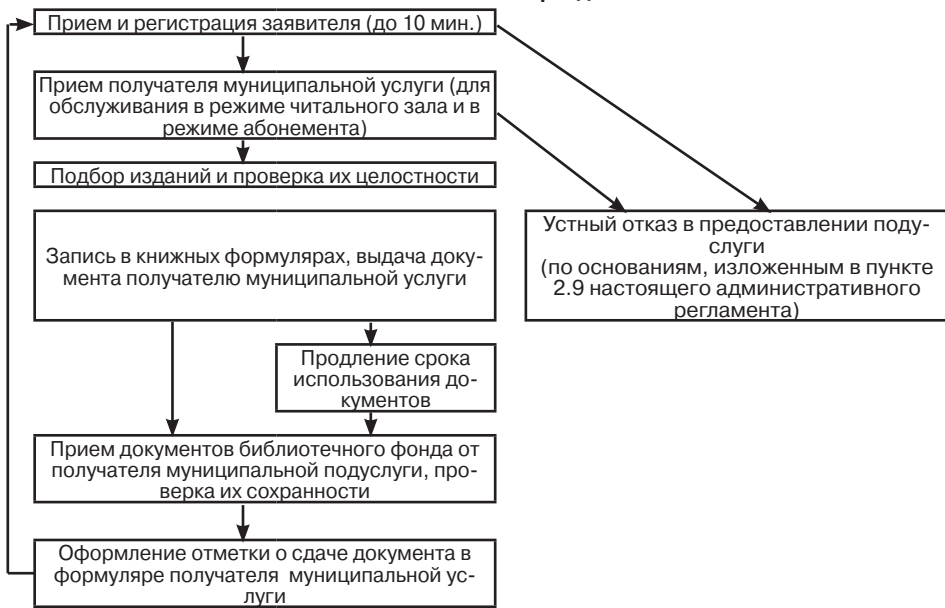 Прием и регистрация заявителя (до 10 мин.)
Прием получателя муниципальной услуги (для
обслуживания в режиме читального зала и в
режиме абонемента)
Подбор изданий и проверка их целостности
Запись в книжных формулярах, выдача доку-
мента получателю муниципальной услуги
Устный отказ в предоставлении поду-
слуги
(по основаниям, изложенным в пункте
2.9 настоящего административного
регламента)
Продление срока
использования до-
кументов
Прием документов библиотечного фонда от
получателя муниципальной подуслуги, про-
верка их сохранности
Оформление отметки о сдаче документа в
формуляре получателя муниципальной ус-
луги